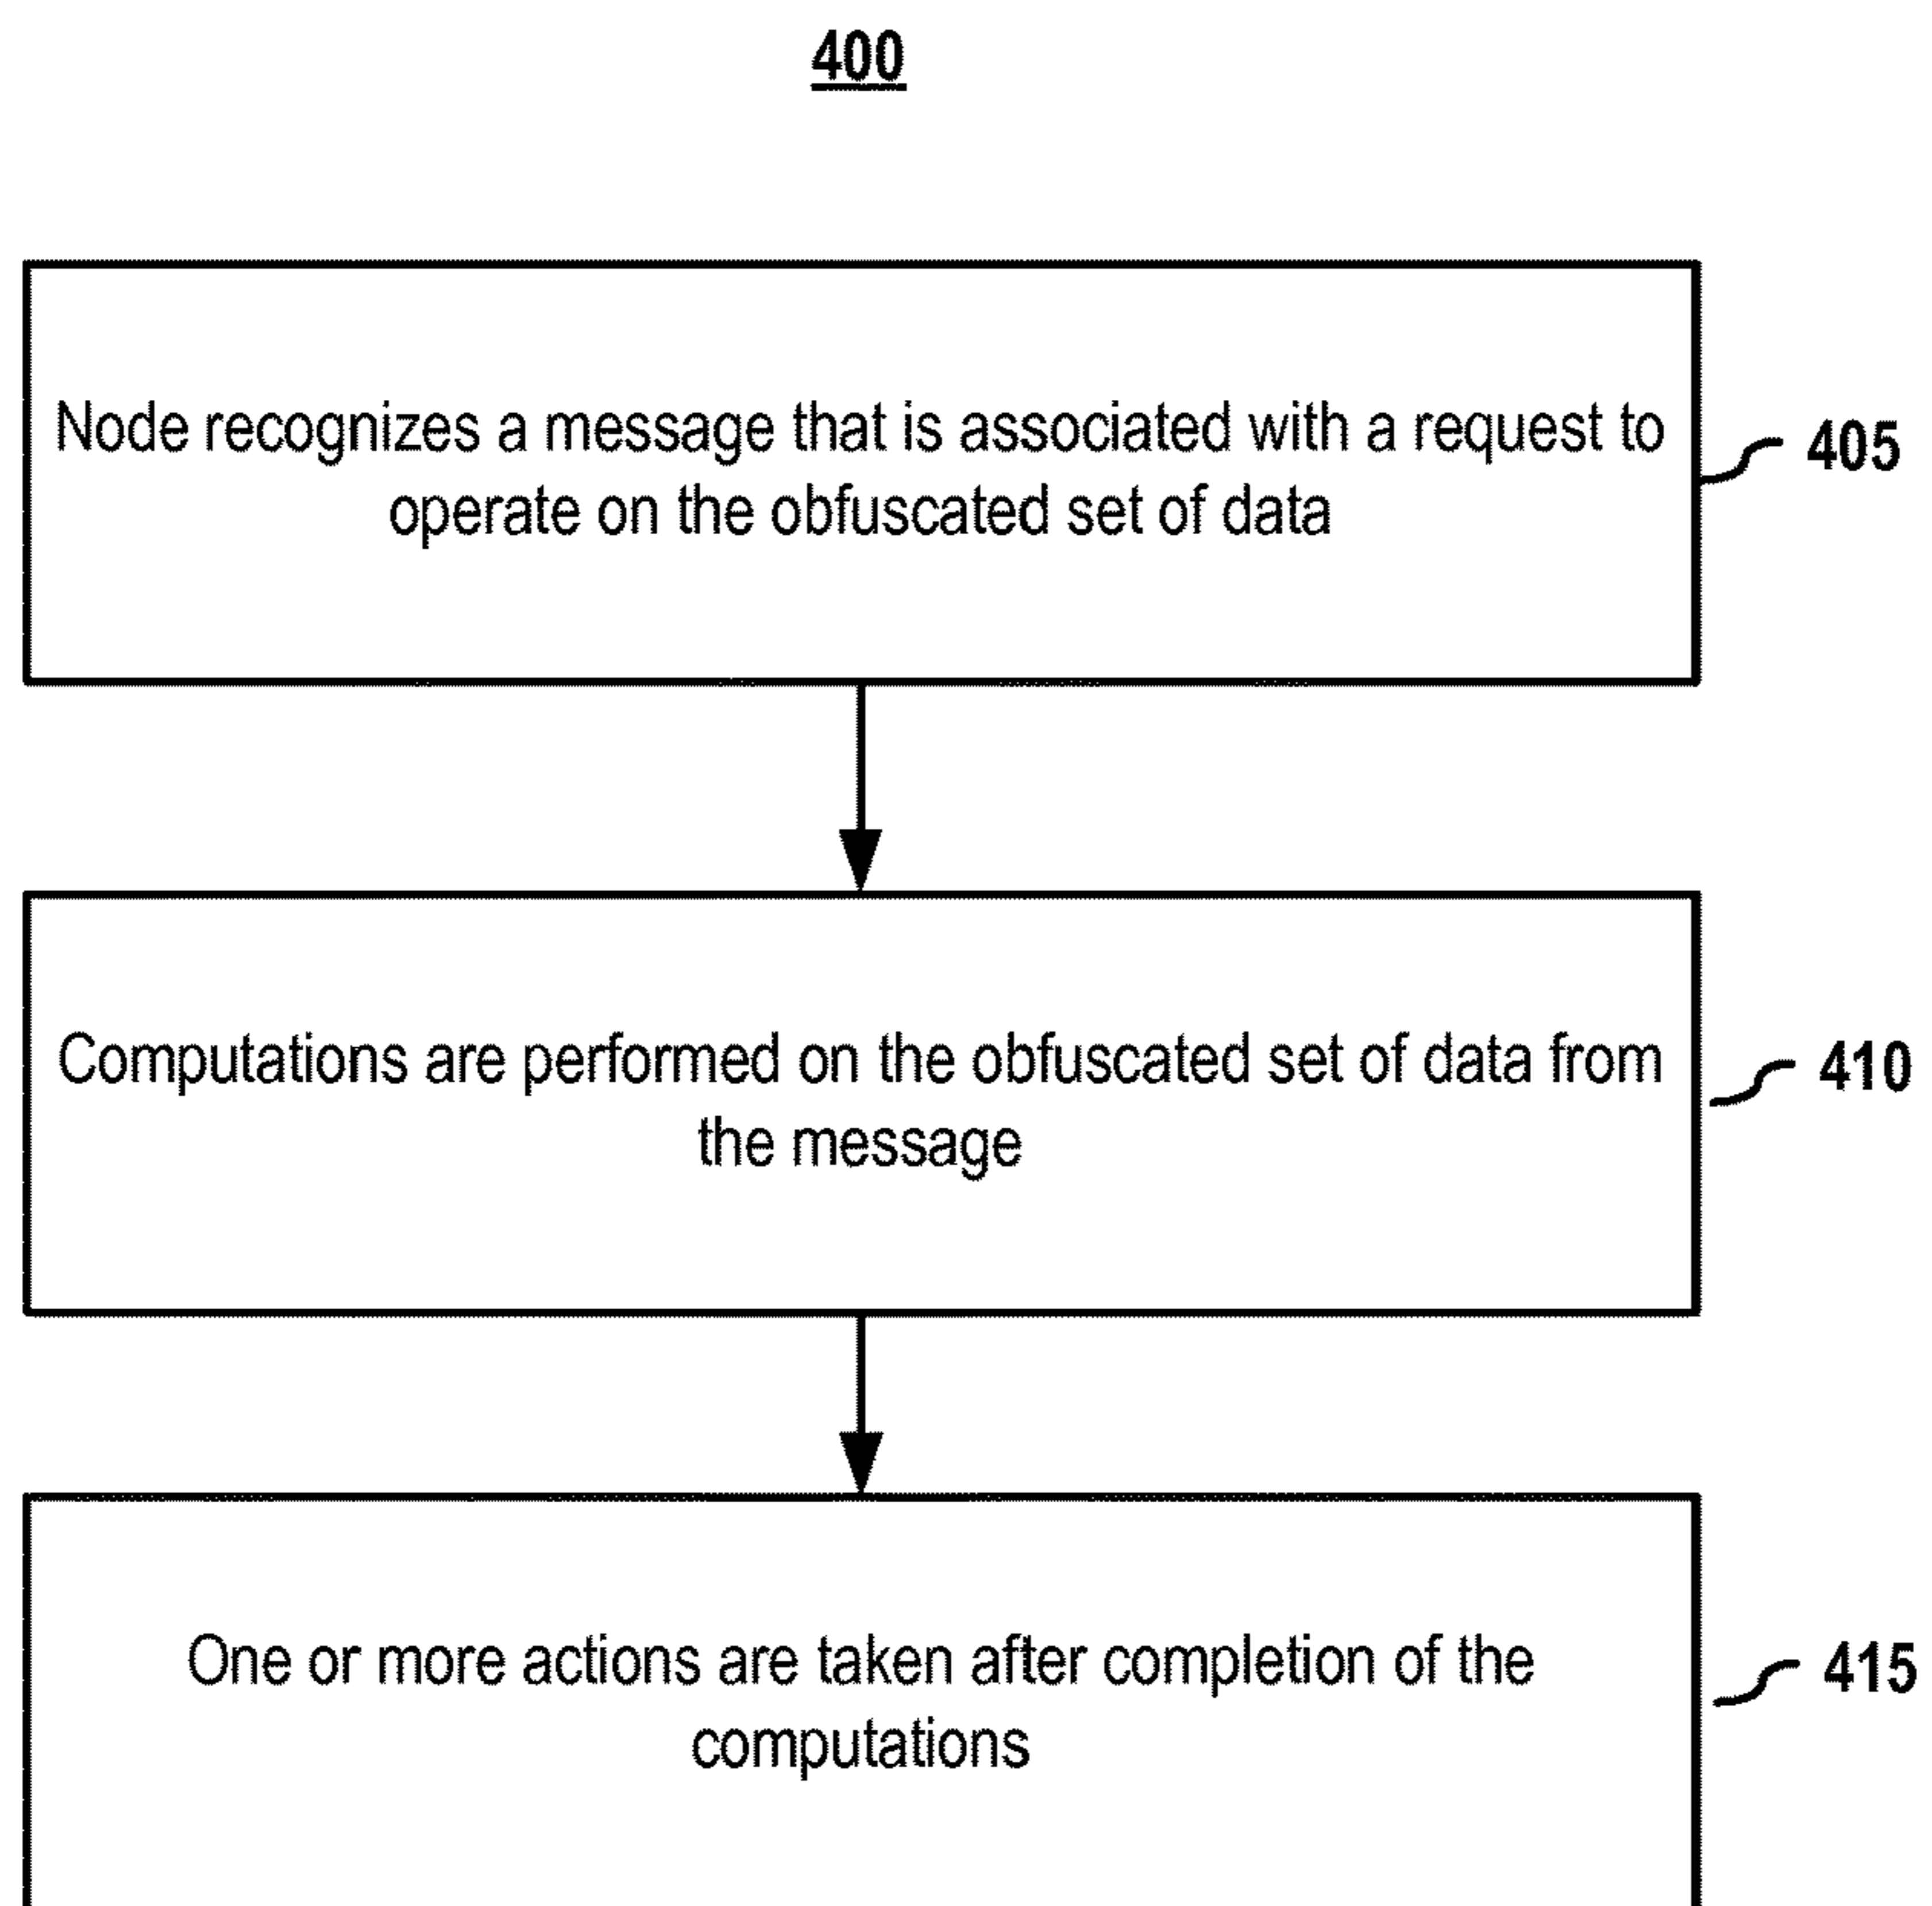 400
Node recognizes a message that is associated with a request to
operate on the obfuscated set of data
405
Computations are performed on the obfuscated set of data from
the message
410
One or more actions are taken after completion of the
computations
415